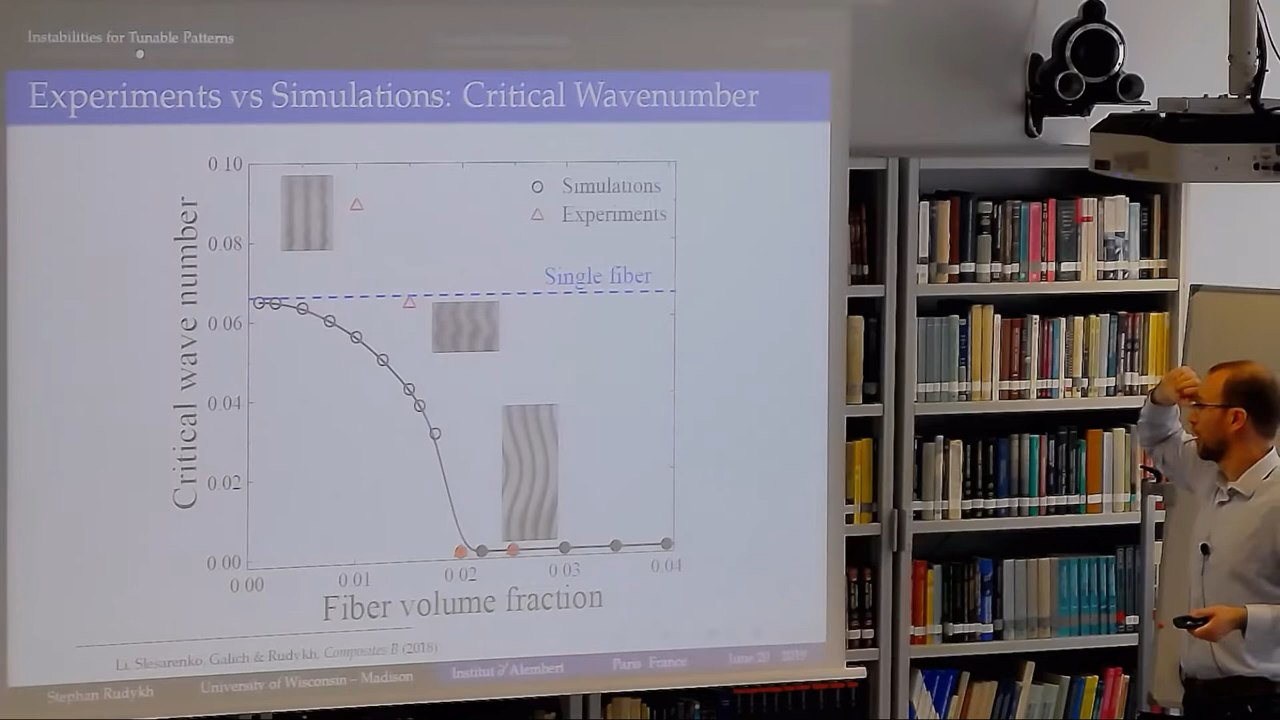 Instabilities for Tunable Patterns
Experiments vs Simulations: Critical Wavenumber
0 10
0.08
0.06
0.04
0.02
0.00
Critical wave number
Simulations
Experiments
Single fiber
0 00
0 01
0 02
0 03
0 04
Fiber volume fraction
Li, Slesarenko, Galich & Rudykh, Composites B (2018)
Stephan Rudykh
University of Wisconsin – Madison
Institut d'Alembert
Paris France
June 20